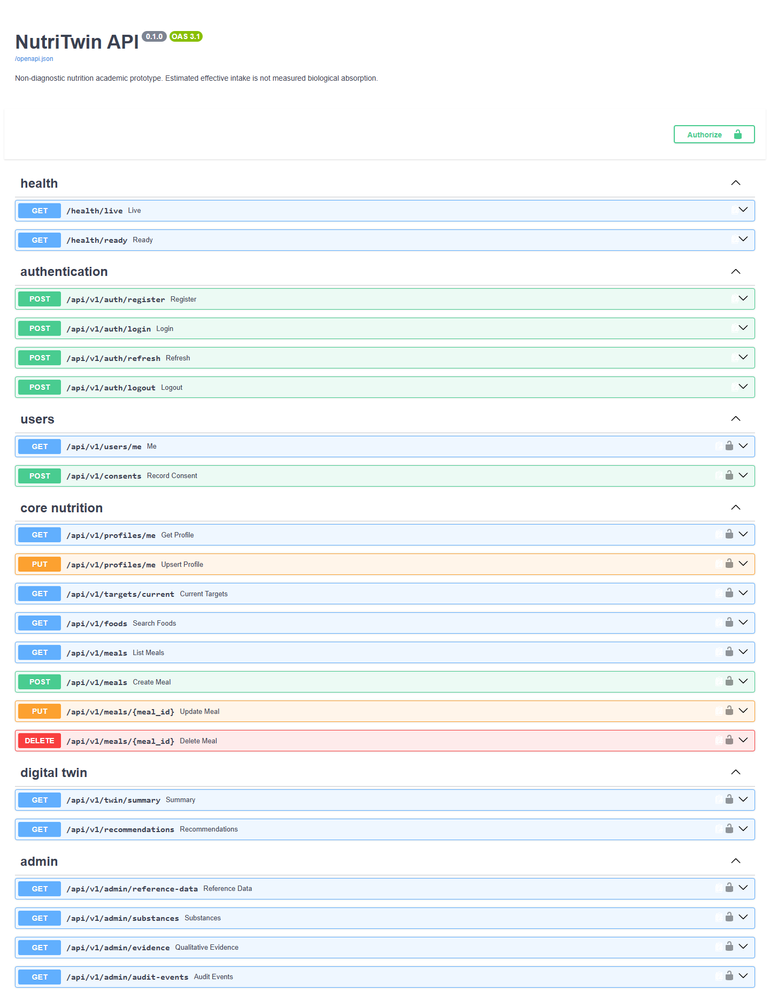 NutriTwin API 0.1.0 OAS 3.1
/openapi.json
Non-diagnostic nutrition academic prototype. Estimated effective intake is not measured biological absorption.
Authorize
health
GET /health/live Live
GET /health/ready Ready
authentication
POST /api/v1/auth/register Register
POST /api/v1/auth/login Login
POST /api/v1/auth/refresh Refresh
POST /api/v1/auth/logout Logout
users
GET /api/v1/users/me Me
POST /api/v1/consents Record Consent
core nutrition
GET /api/v1/profiles/me Get Profile
PUT /api/v1/profiles/me Upsert Profile
GET /api/v1/targets/current Current Targets
GET /api/v1/foods Search Foods
GET /api/v1/meals List Meals
POST /api/v1/meals Create Meal
PUT /api/v1/meals/{meal_id} Update Meal
DELETE /api/v1/meals/{meal_id} Delete Meal
digital twin
GET /api/v1/twin/summary Summary
GET /api/v1/recommendations Recommendations
admin
GET /api/v1/admin/reference-data Reference Data
GET /api/v1/admin/substances Substances
GET /api/v1/admin/evidence Qualitative Evidence
GET /api/v1/admin/audit-events Audit Events